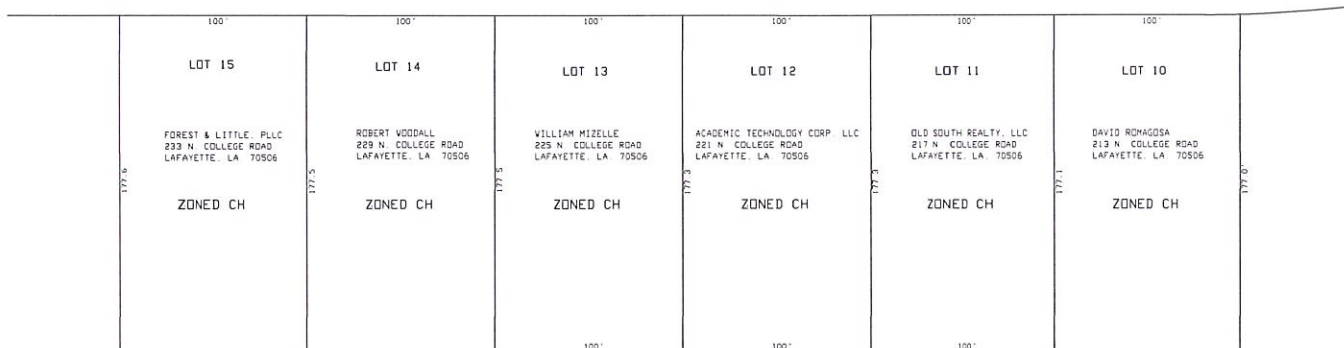 100'
100'
100'
100'
100'
100'
LOT 15
FOREST & LITTLE, PLLC
233 N. COLLEGE ROAD
LAFAYETTE, LA 70506
ZONED CH
LOT 14
ROBERT WOODALL
229 N. COLLEGE ROAD
LAFAYETTE, LA 70506
ZONED CH
LOT 13
WILLIAM MIZELLE
225 N. COLLEGE ROAD
LAFAYETTE, LA 70506
ZONED CH
LOT 12
ACADEMIC TECHNOLOGY CORP. LLC
221 N. COLLEGE ROAD
LAFAYETTE, LA 70506
ZONED CH
LOT 11
OLD SOUTH REALTY, LLC
217 N. COLLEGE ROAD
LAFAYETTE, LA. 70506
ZONED CH
LOT 10
DAVID ROMAGOSA
213 N. COLLEGE ROAD
LAFAYETTE, LA. 70506
ZONED CH
177.6
177.5
177.5
177.3
177.3
177.1
177.0'
100'
100'
100'